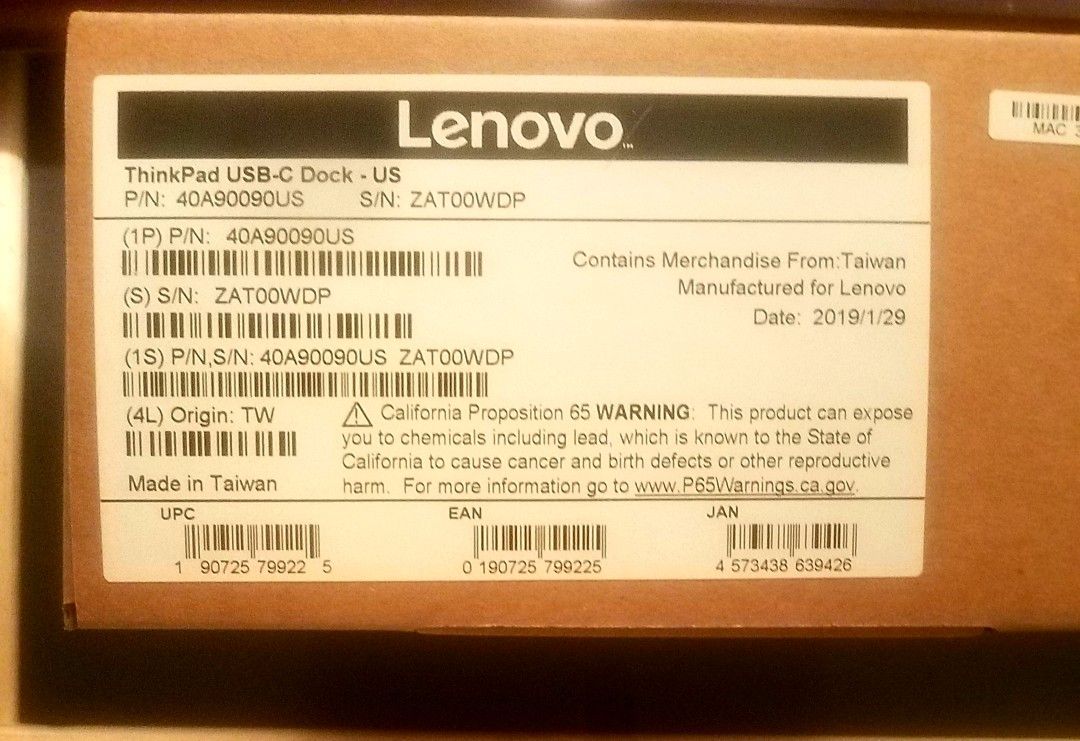 Lenovo
ThinkPad USB-C Dock - US
P/N: 40A90090US S/N: ZAT00WDP
(1P) P/N: 40A90090US
(S) S/N: ZAT00WDP
(1S) P/N,S/N: 40A90090US ZAT00WDP
(4L) Origin: TW
Made in Taiwan
Contains Merchandise From:Taiwan
Manufactured for Lenovo
Date: 2019/1/29
California Proposition 65 WARNING: This product can expose
you to chemicals including lead, which is known to the State of
California to cause cancer and birth defects or other reproductive
harm. For more information go to www.P65Warnings.ca.gov.
UPC
1 90725 79922 5
EAN
0 190725 799225
JAN
4 573438 639426
MAC